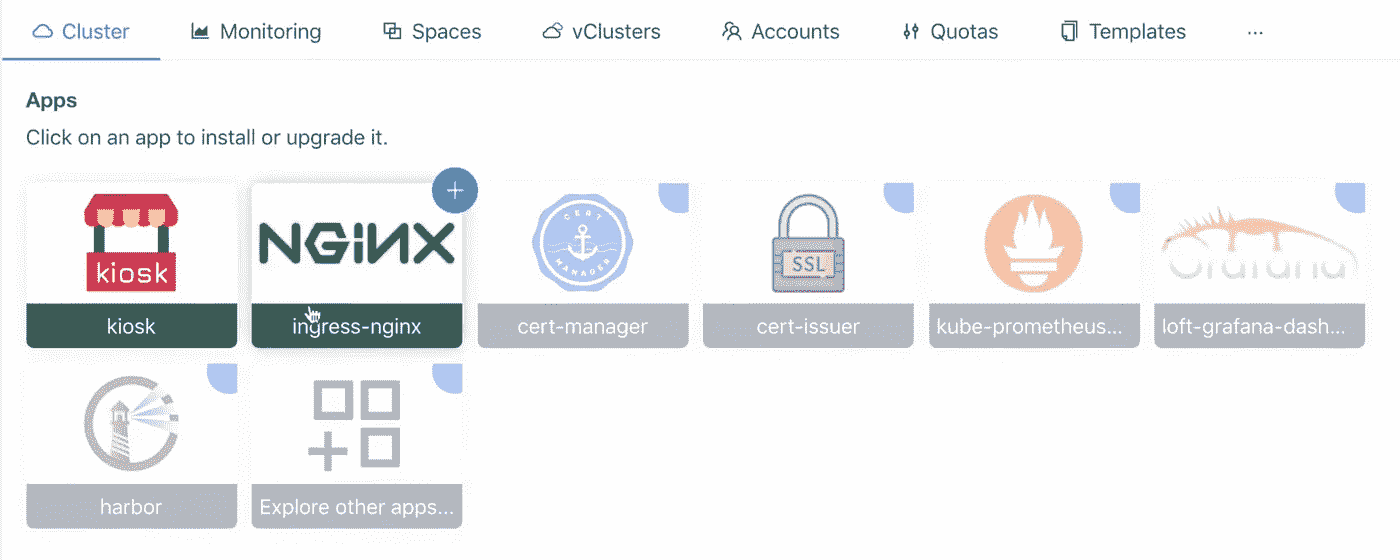 Cluster
Monitoring
Spaces
vClusters
Accounts
Quotas
Templates
...
Apps
Click on an app to install or upgrade it.
kiosk
NGiNX
CERT
MANAGER
SSL
Grafana
kiosk
ingress-nginx
cert-manager
cert-issuer
kube-prometheus...
loft-grafana-dash...
harbor
Explore other apps...